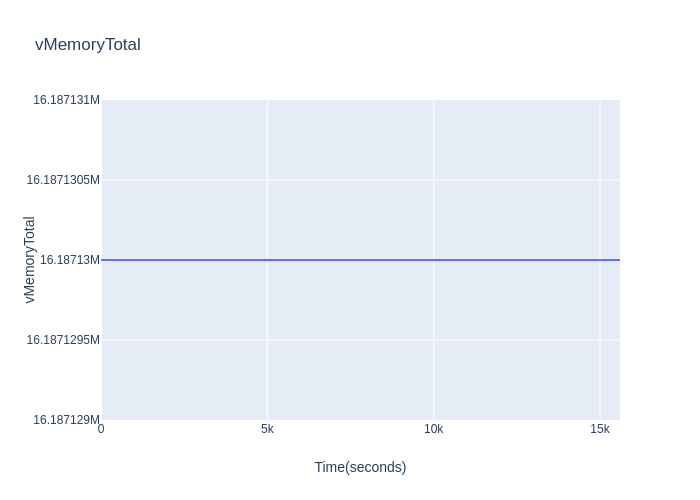 vMemoryTotal
16.187131M
16.1871305M
16.18713M
16.1871295M
16.187129M
vMemoryTotal
0
5k
10k
15k
Time(seconds)